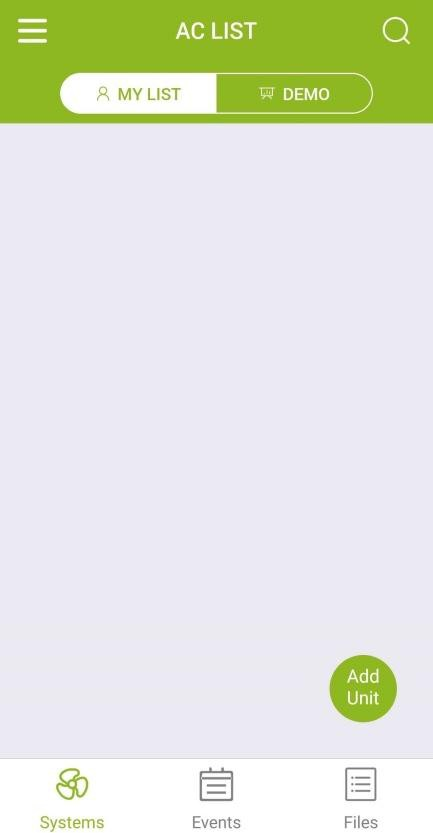 AC LIST
MY LIST
DEMO
Add
Unit
Systems
Events
Files